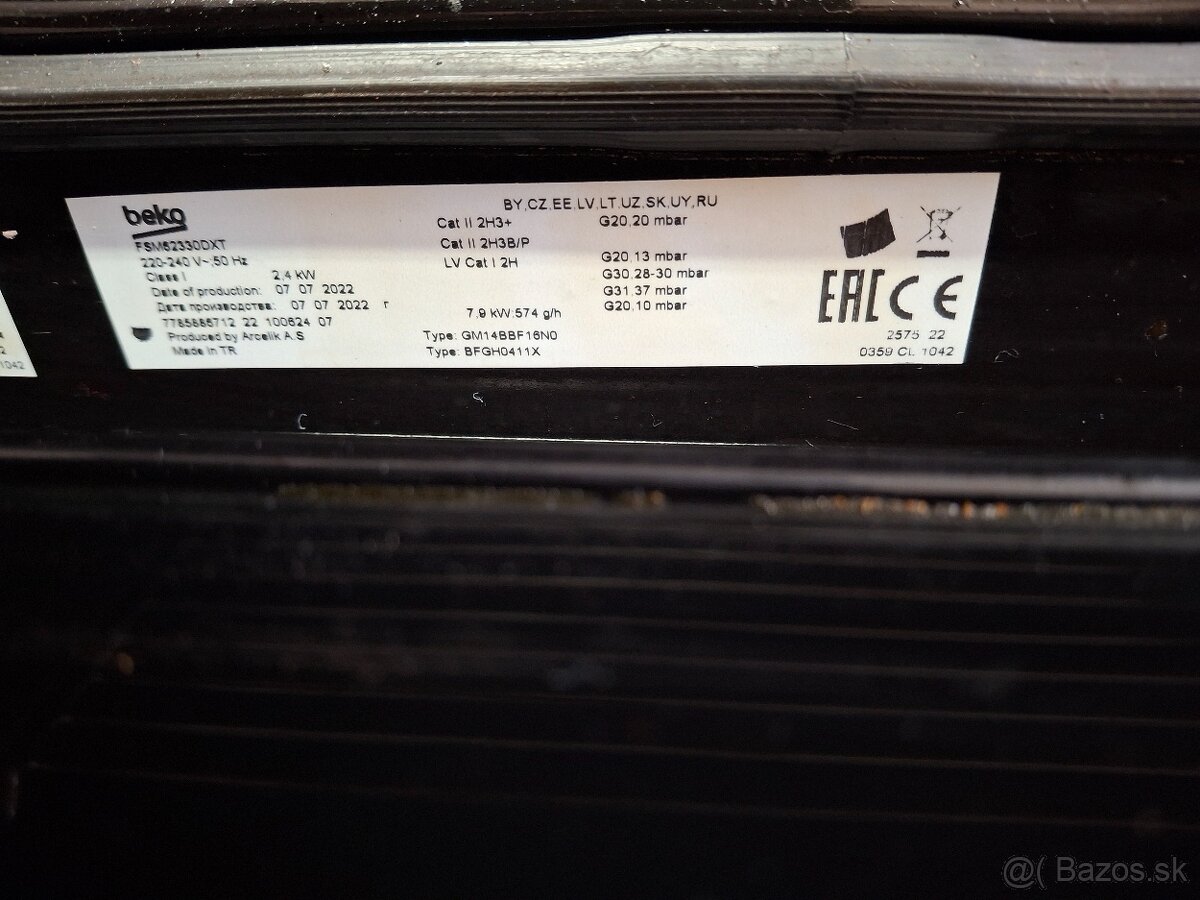 beko
FSM62330DXT
220-240 V~,50 Hz
Class I 2,4 kW
Date of production: 07 07 2022
Дата производства: 07 07 2022 г
7785886712 22 100624 07
Produced by Arcelik A.S
Made in TR
BY,CZ,EE,LV,LT,UZ,SK,UY,RU
Cat II 2H3+ G20,20 mbar
Cat II 2H3B/P
LV Cat I 2H G20,13 mbar
G30,28-30 mbar
G31,37 mbar
G20,10 mbar
7,9 kW;574 g/h
Type: GM14BBF16N0
Type: BFGH0411X
EAC CE
2575 22
0359 CL 1042
1042
@( Bazos.sk